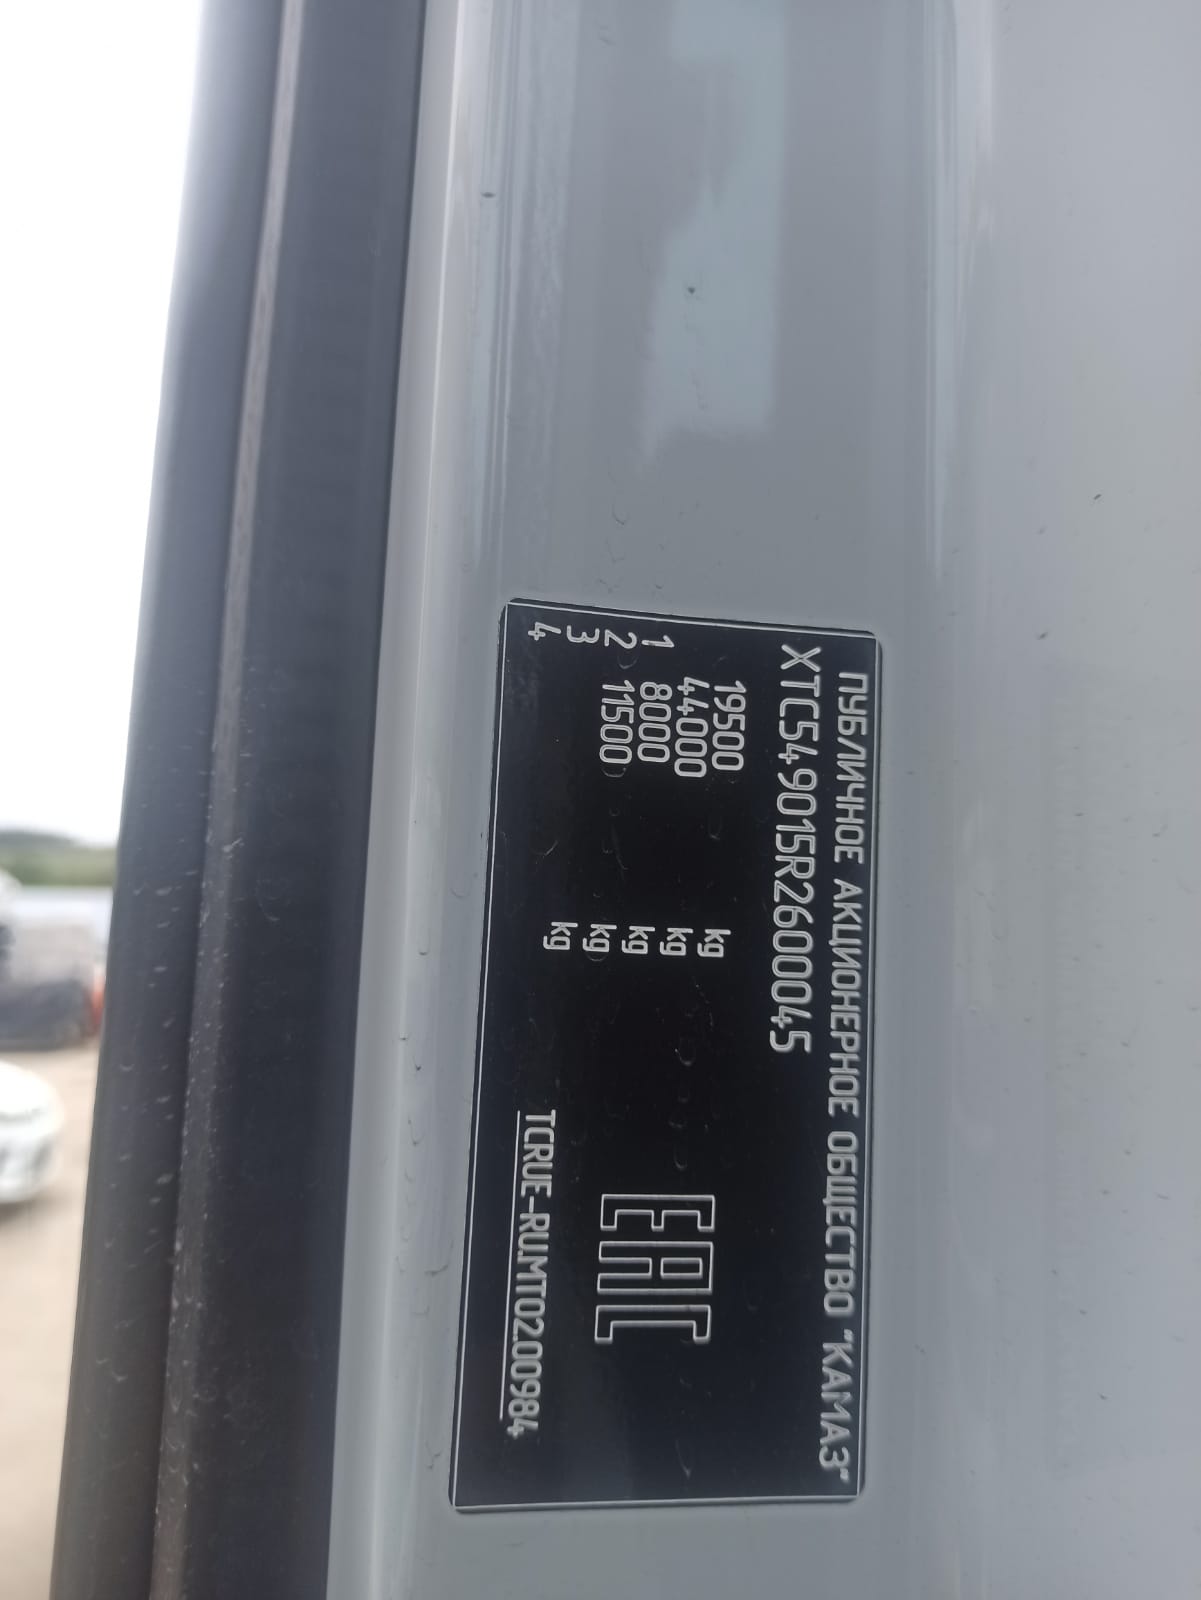 ПУБЛИЧНОЕ АКЦИОНЕРНОЕ ОБЩЕСТВО "КАМАЗ"
XTC549015R2600045
19500 kg
44000 kg
1 8000 kg
2 11500 kg
3 kg
4
EAC
TCRUE-RU.MT02.00984